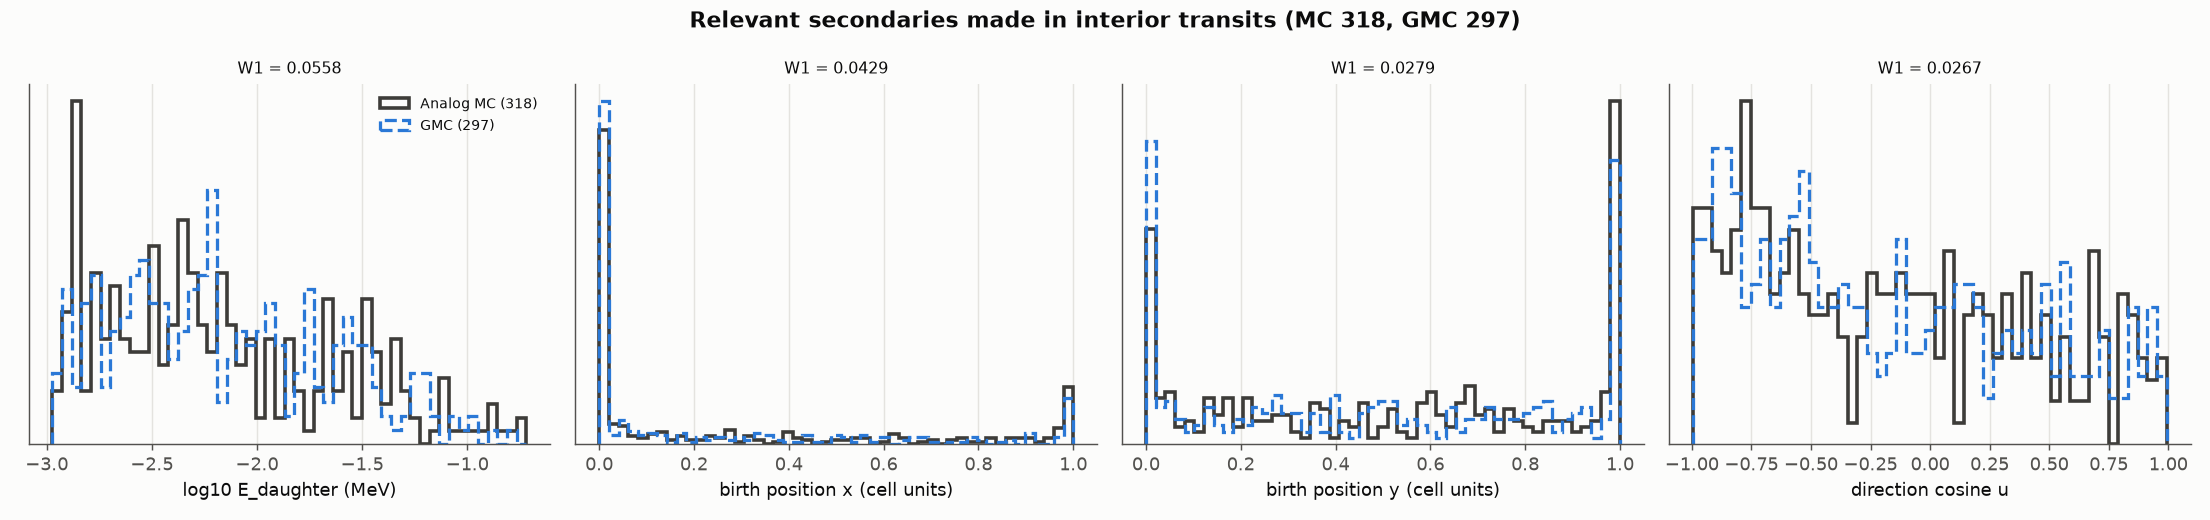 Relevant secondaries made in interior transits (MC 318, GMC 297)
W1 = 0.0558
W1 = 0.0429
W1 = 0.0279
W1 = 0.0267
Analog MC (318)
GMC (297)
−3.0 −2.5 −2.0 −1.5 −1.0
0.0 0.2 0.4 0.6 0.8 1.0
0.0 0.2 0.4 0.6 0.8 1.0
−1.00 −0.75 −0.50 −0.25 0.00 0.25 0.50 0.75 1.00
log10 E_daughter (MeV)
birth position x (cell units)
birth position y (cell units)
direction cosine u